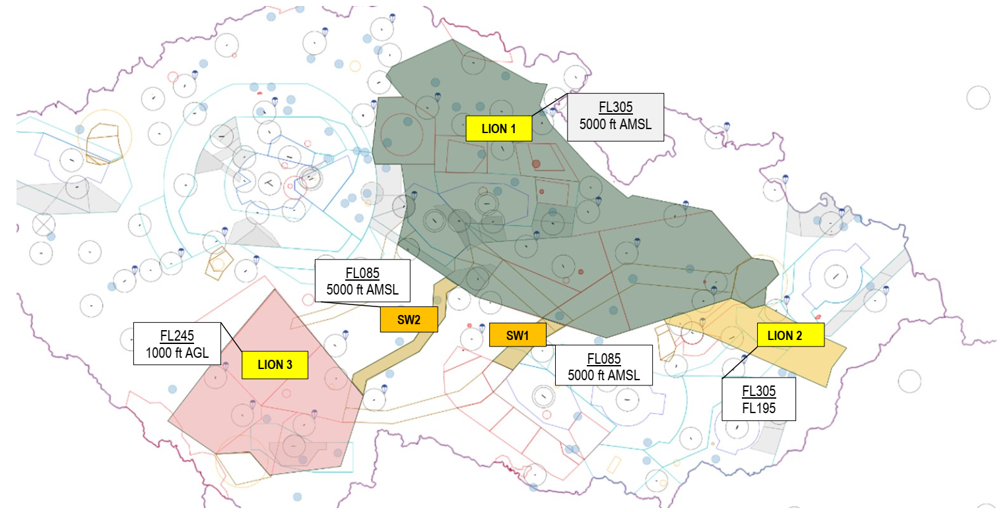 FL305
5000 ft AMSL
LION 1
FL085
5000 ft AMSL
SW2
FL245
1000 ft AGL
LION 3
SW1
FL085
5000 ft AMSL
LION 2
FL305
FL195